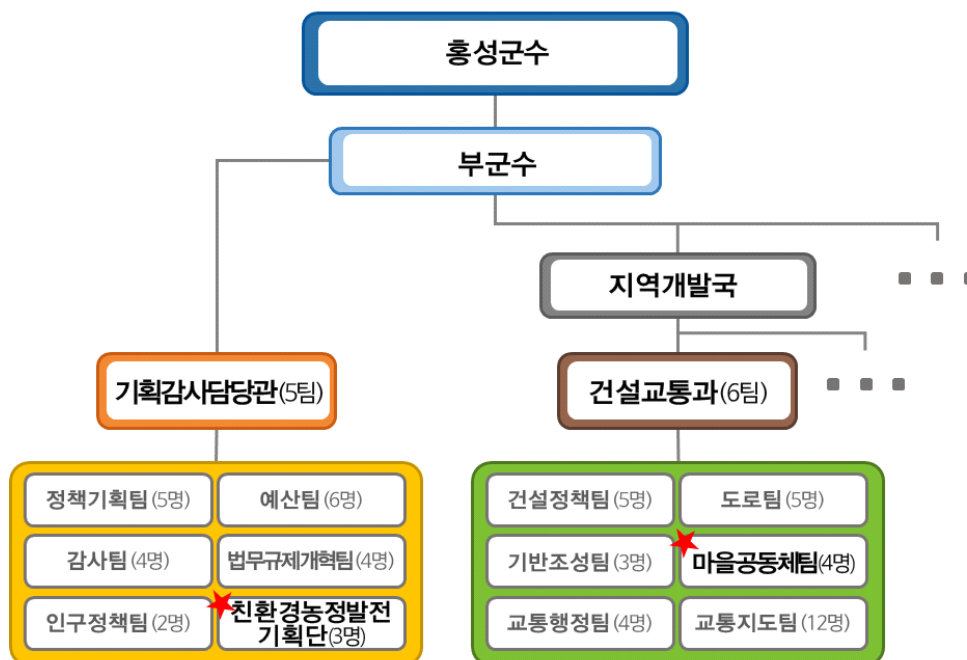 홍성군수
부군수
지역개발국
기획감사담당관(5팀)
건설교통과(6팀)
정책기획팀(5명)
예산팀(6명)
감사팀(4명)
법무규제개혁팀(4명)
인구정책팀(2명)
친환경농정발전
기획단(3명)
건설정책팀(5명)
도로팀(5명)
기반조성팀(3명)
마을공동체팀(4명)
교통행정팀(4명)
교통지도팀(12명)